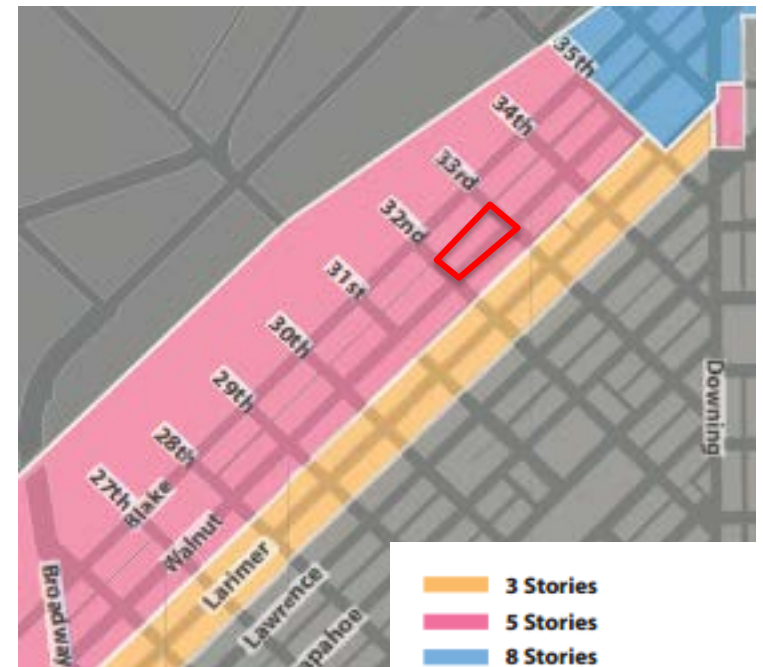 35th
34th
33rd
32nd
31st
30th
29th
28th
27th
Blake
Walnut
Larimer
Lawrence
apahoe
Broadway
Downing
3 Stories
5 Stories
8 Stories